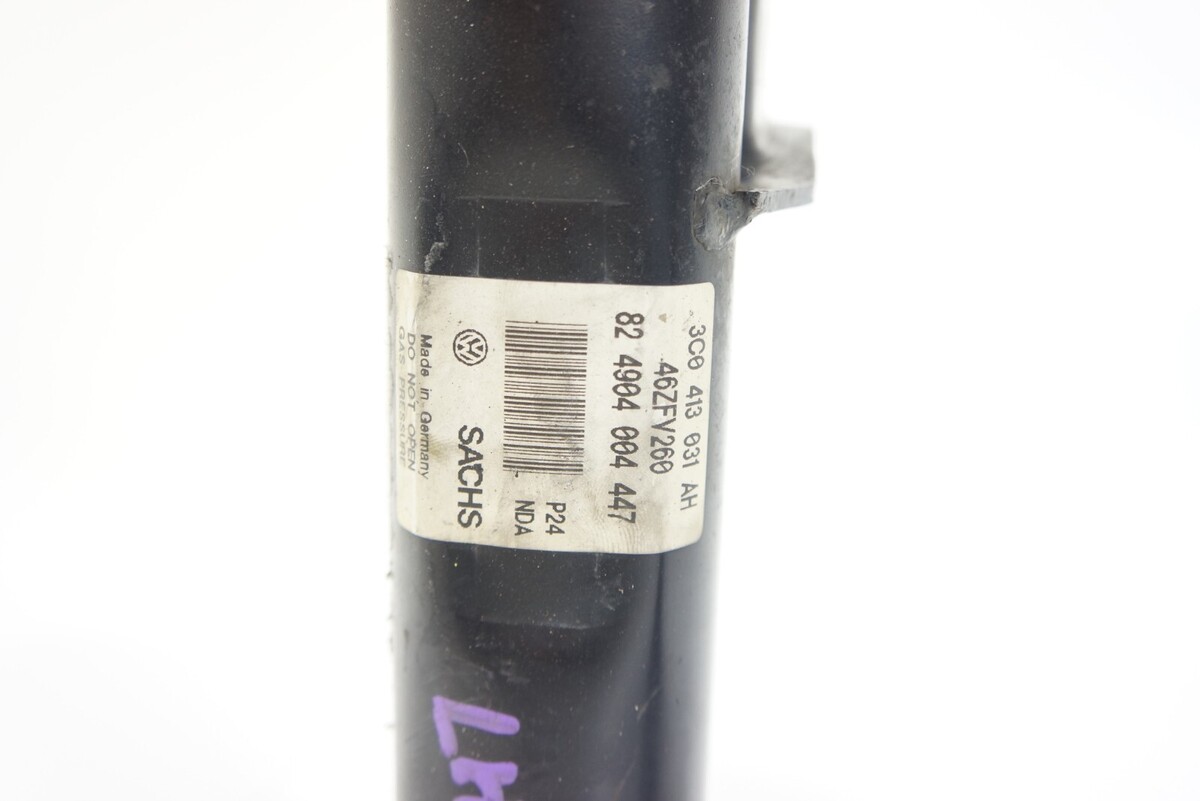 3C0 413 031 AH
46ZFV260
82 4904 004 447
P24
NDA
SACHS
Made in Germany
DO NOT OPEN
GAS PRESSURE